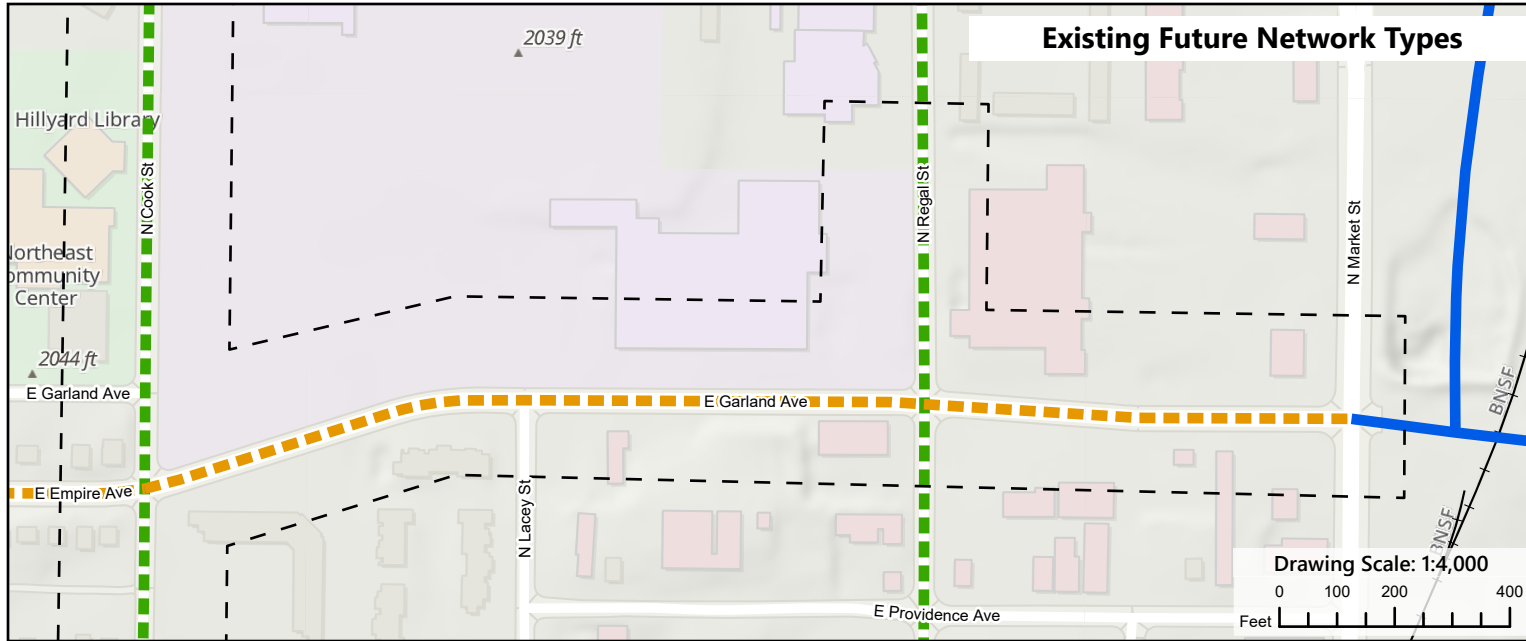 Existing Future Network Types
2039 ft
Hillyard Library
N Cook St
N Regal St
N Market St
Northeast
Community
Center
2044 ft
E Garland Ave
E Garland Ave
BNSF
E Empire Ave
N Lacey St
BNSF
Drawing Scale: 1:4,000
0 100 200 400
Feet
E Providence Ave